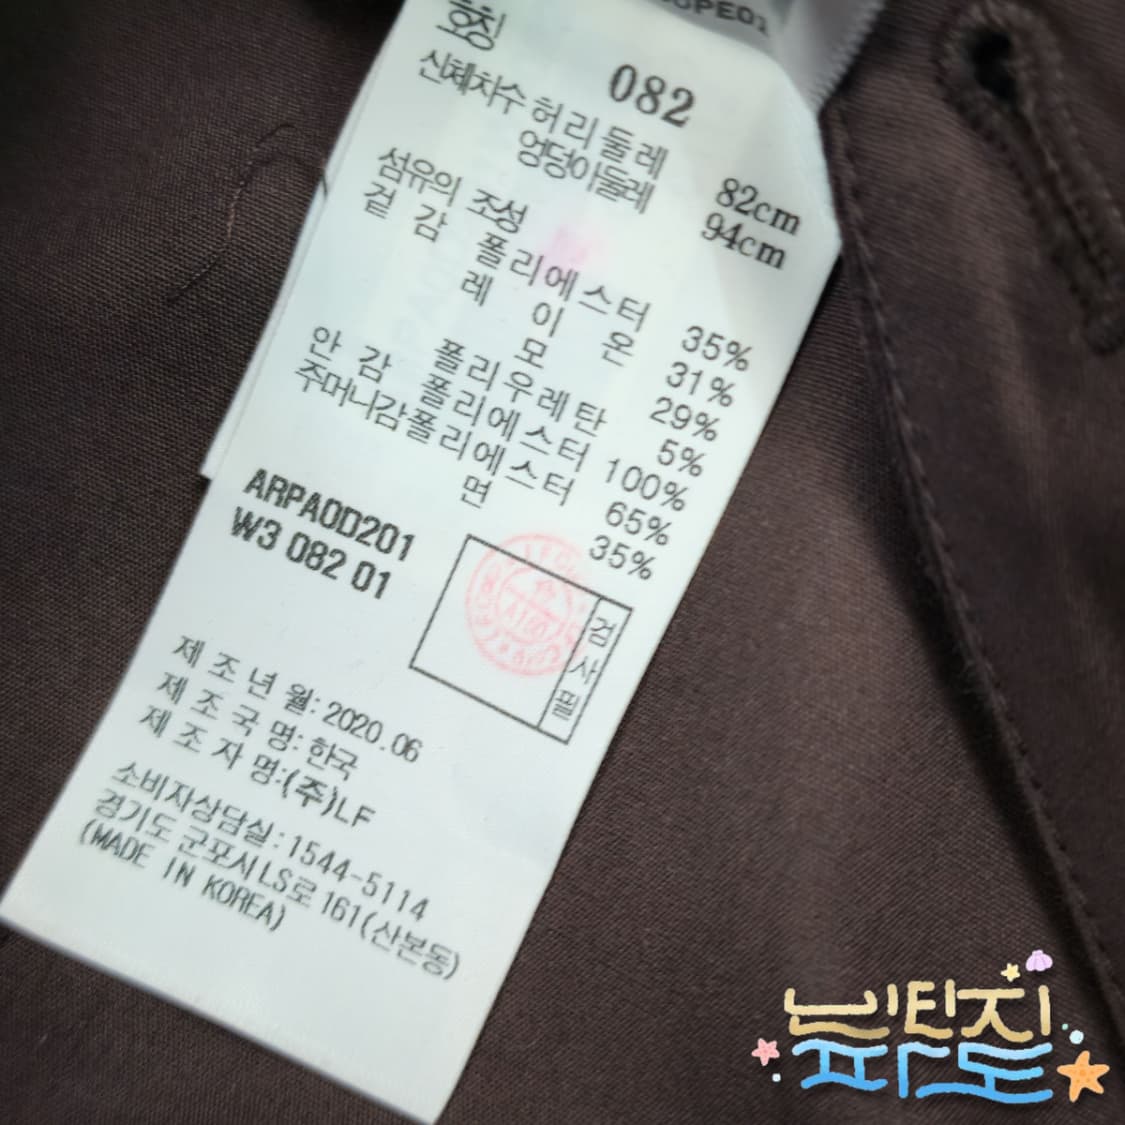 호칭 082
신체치수 허리둘레 82cm
엉덩이둘레 94cm
섬유의 조성
겉감 폴리에스터 35%
레이온 31%
모 29%
폴리우레탄 5%
안감 폴리에스터 100%
주머니감폴리에스터 65%
면 35%
ARPA0D201
W3 082 01
검사필
제조년월: 2020.06
제조국명: 한국
제조자명:(주)LF
소비자상담실:1544-5114
경기도 군포시LS로 161(산본동)
(MADE IN KOREA)
빈티지
파도